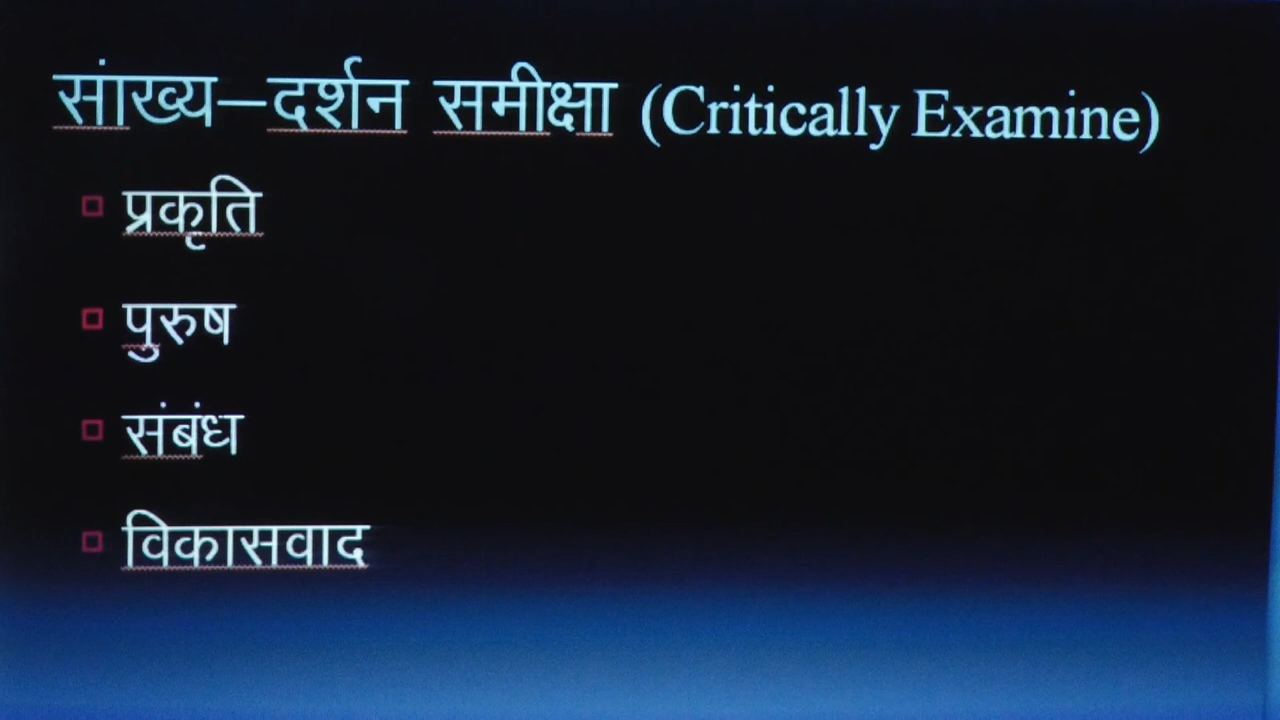 सांख्य–दर्शन समीक्षा (Critically Examine)
प्रकृति
पुरुष
संबंध
विकासवाद